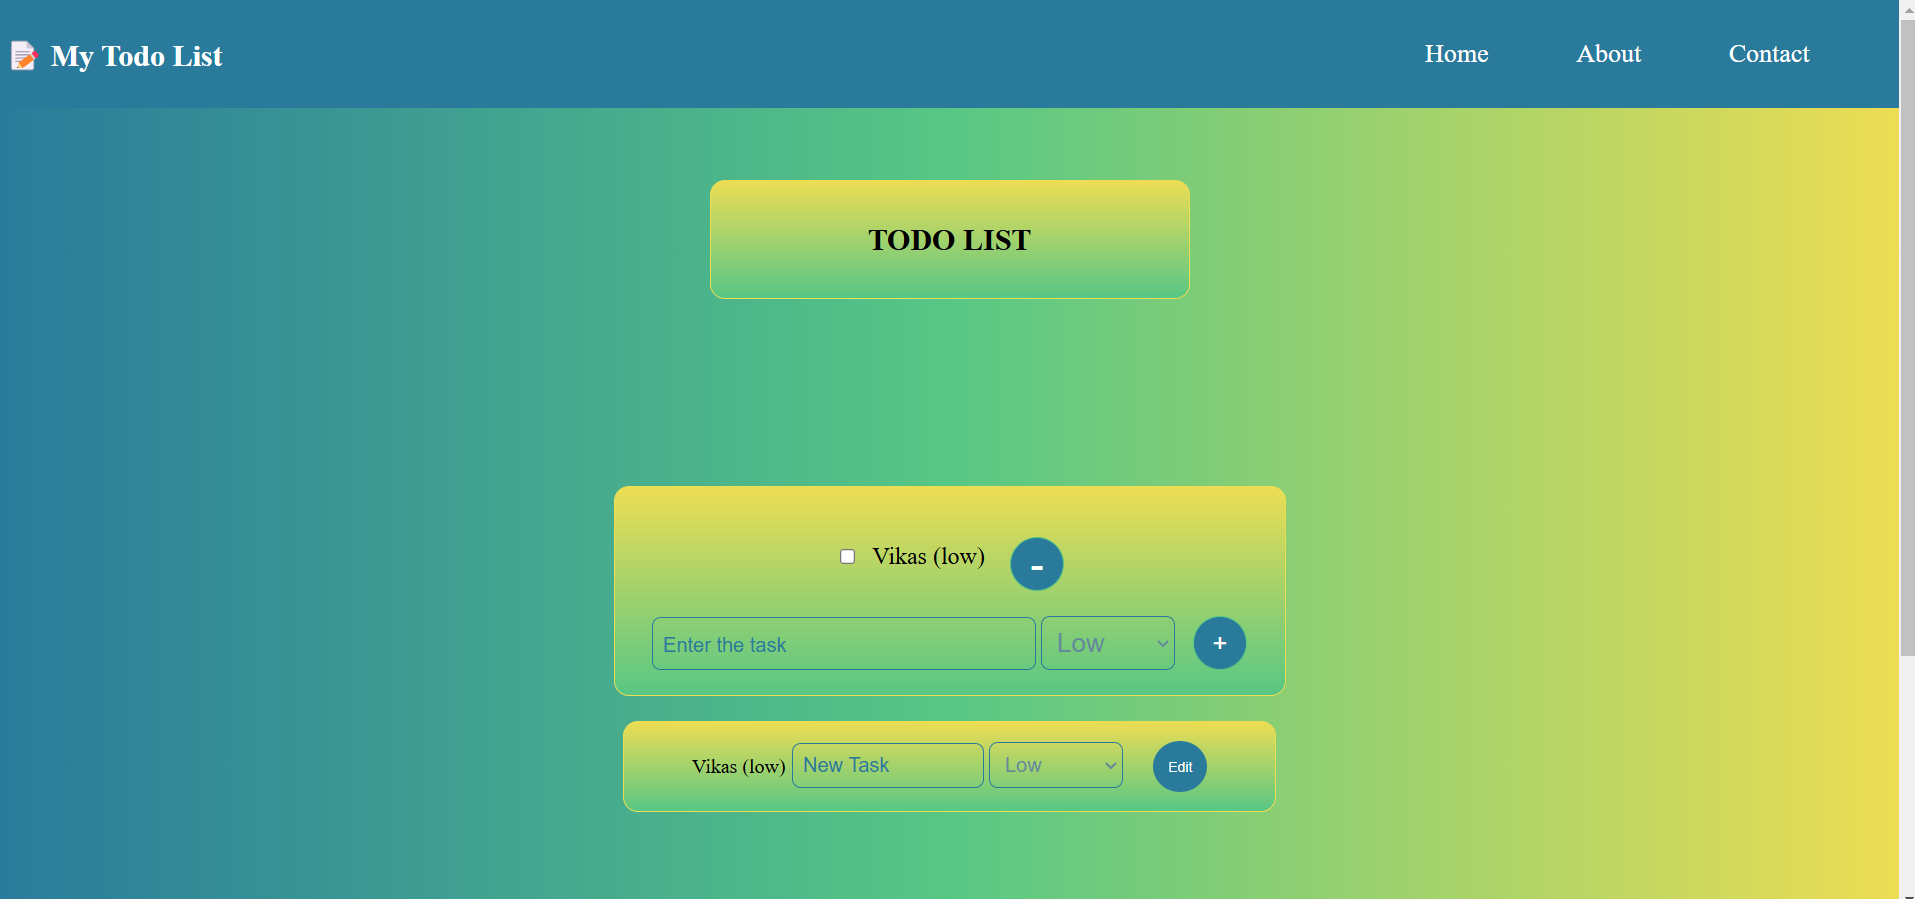 My Todo List
Home About Contact
TODO LIST
Vikas (low) -
Enter the task Low +
Vikas (low) New Task Low Edit